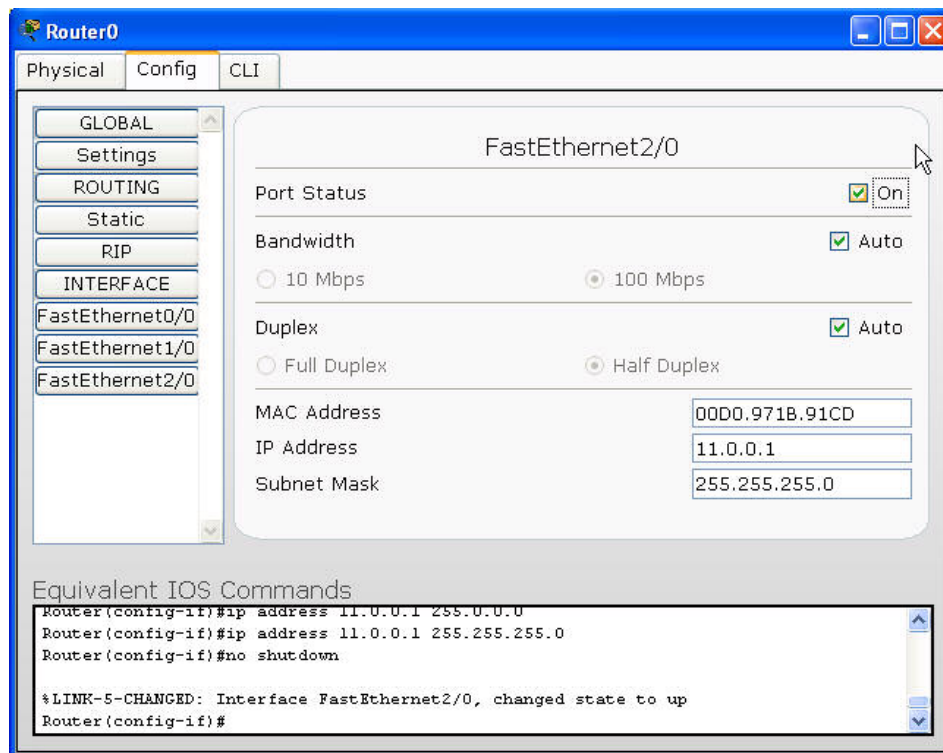 Router0
Physical Config CLI
GLOBAL
Settings
ROUTING
Static
RIP
INTERFACE
FastEthernet0/0
FastEthernet1/0
FastEthernet2/0
FastEthernet2/0
Port Status On
Bandwidth Auto
10 Mbps 100 Mbps
Duplex Auto
Full Duplex Half Duplex
MAC Address 00D0.971B.91CD
IP Address 11.0.0.1
Subnet Mask 255.255.255.0
Equivalent IOS Commands
Router(config-if)#ip address 11.0.0.1 255.0.0.0
Router(config-if)#ip address 11.0.0.1 255.255.255.0
Router(config-if)#no shutdown
%LINK-5-CHANGED: Interface FastEthernet2/0, changed state to up
Router(config-if)#